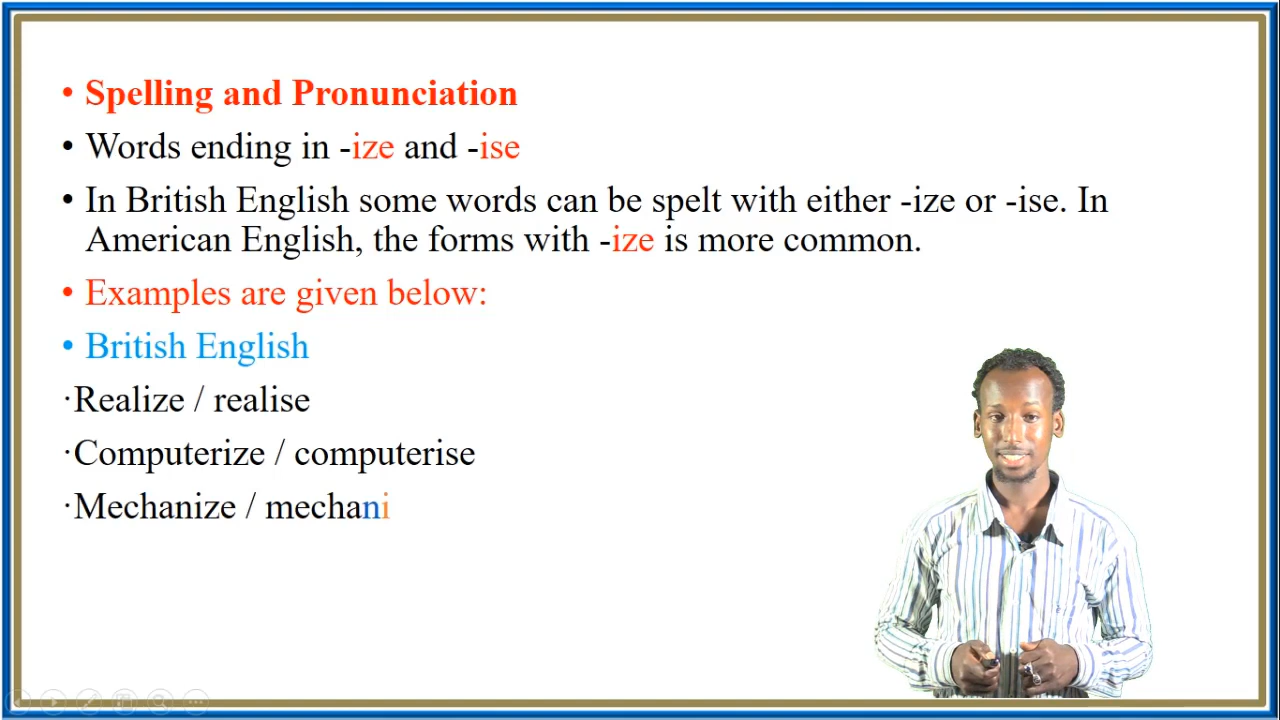 • Spelling and Pronunciation
• Words ending in -ize and -ise
• In British English some words can be spelt with either -ize or -ise. In
American English, the forms with -ize is more common.
• Examples are given below:
• British English
·Realize / realise
·Computerize / computerise
·Mechanize / mechani